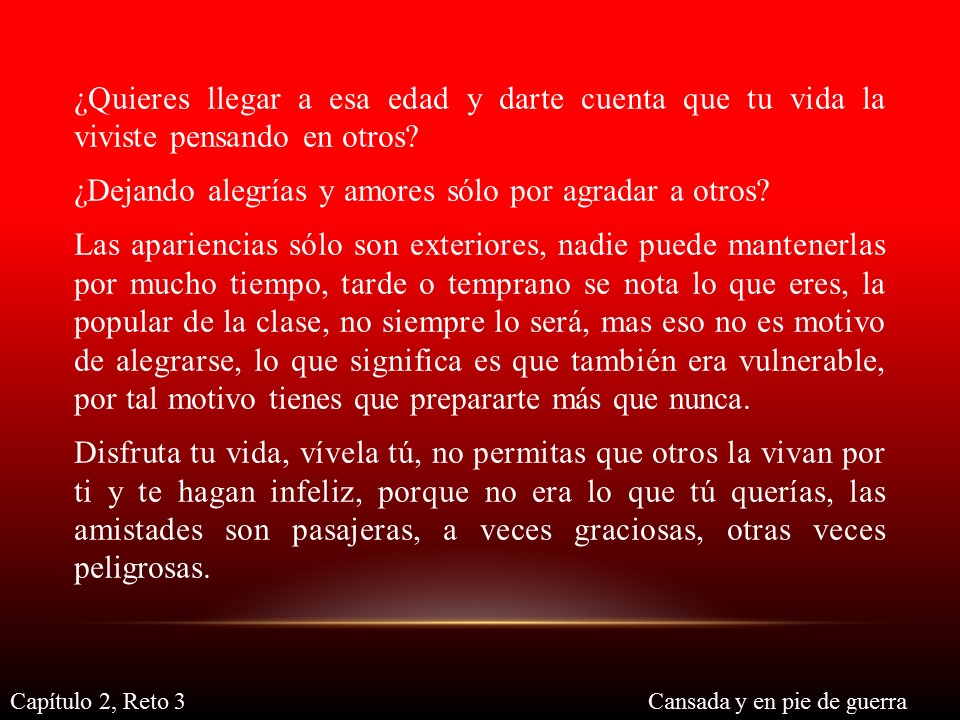 ¿Quieres llegar a esa edad y darte cuenta que tu vida la
viviste pensando en otros?
¿Dejando alegrías y amores sólo por agradar a otros?
Las apariencias sólo son exteriores, nadie puede mantenerlas
por mucho tiempo, tarde o temprano se nota lo que eres, la
popular de la clase, no siempre lo será, mas eso no es motivo
de alegrarse, lo que significa es que también era vulnerable,
por tal motivo tienes que prepararte más que nunca.
Disfruta tu vida, vívela tú, no permitas que otros la vivan por
ti y te hagan infeliz, porque no era lo que tú querías, las
amistades son pasajeras, a veces graciosas, otras veces
peligrosas.
Capítulo 2, Reto 3
Cansada y en pie de guerra